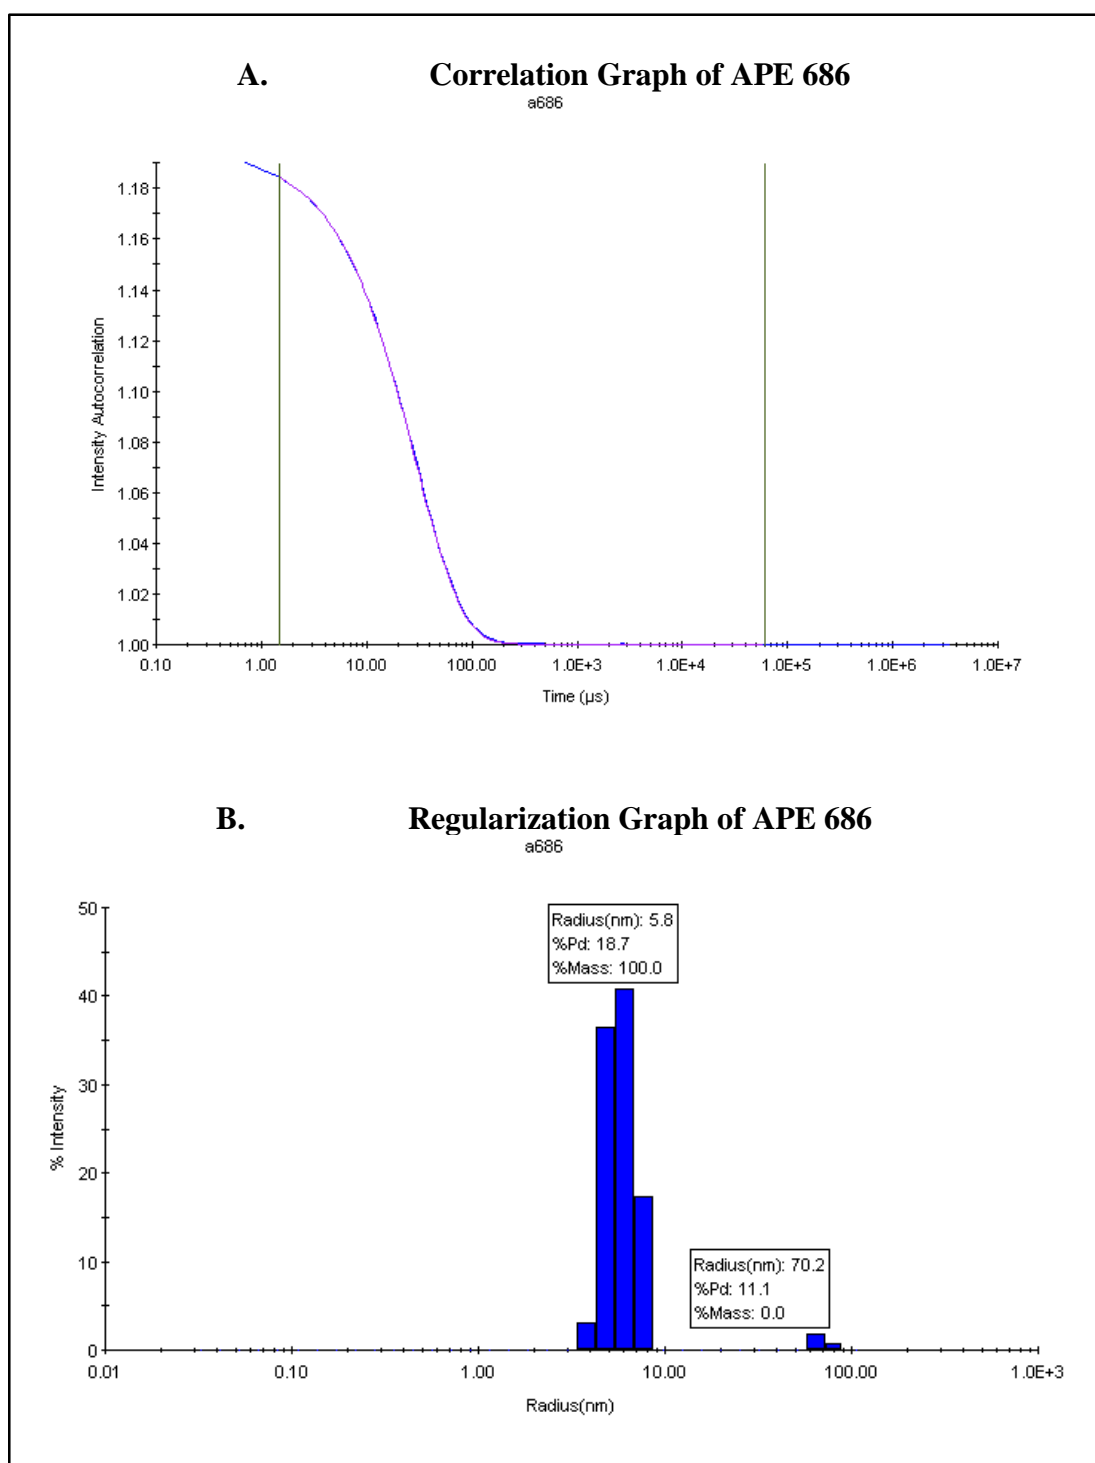 A. Correlation Graph of APE 686
a686
1.18
1.16
1.14
1.12
1.10
1.08
1.06
1.04
1.02
1.00
Intensity Autocorrelation
0.10 1.00 10.00 100.00 1.0E+3 1.0E+4 1.0E+5 1.0E+6 1.0E+7
Time (µs)
B. Regularization Graph of APE 686
a686
50
40
30
20
10
0
% Intensity
Radius(nm): 5.8
%Pd: 18.7
%Mass: 100.0
Radius(nm): 70.2
%Pd: 11.1
%Mass: 0.0
0.01 0.10 1.00 10.00 100.00 1.0E+3
Radius(nm)